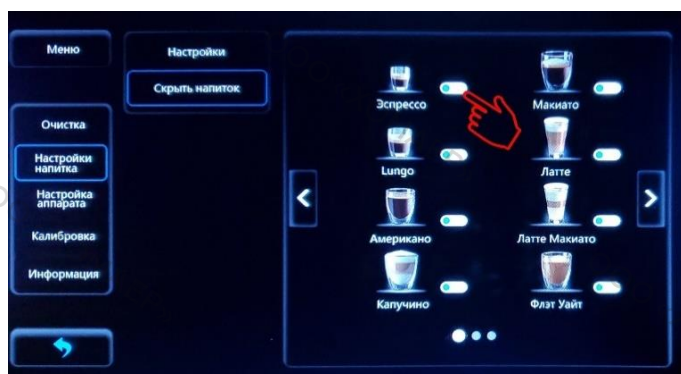 Меню
Настройки
Скрыть напиток
Очистка
Настройки
напитка
Настройка
аппарата
Калибровка
Информация
Эспрессо
Макиато
Lungo
Латте
Американо
Латте Макиато
Капучино
Флэт Уайт